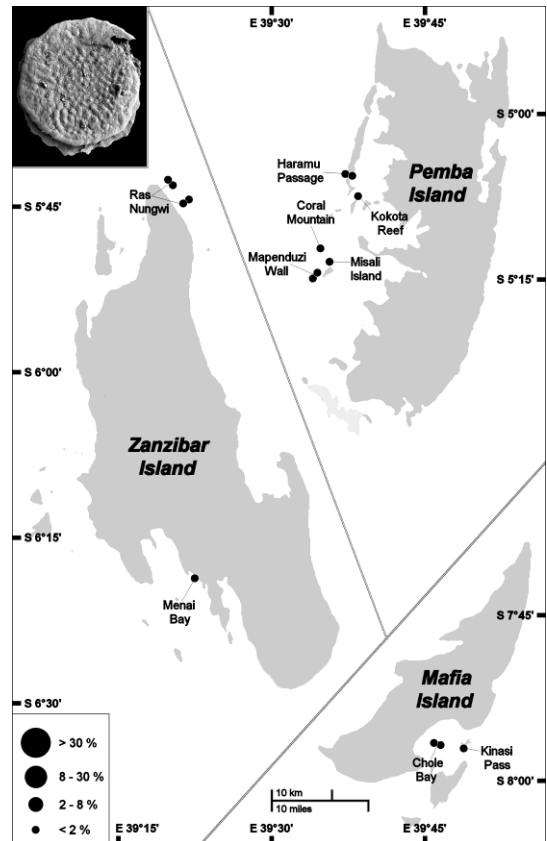 E 39°30'
E 39°45'
S 5°00'
Haramu
Passage
Pemba
Island
Ras
Nungwi
S 5°45'
Coral
Mountain
Kokota
Reef
Mapenduzi
Wall
Misali
Island
S 5°15'
S 6°00'
Zanzibar
Island
S 6°15'
Menai
Bay
S 7°45'
Mafia
Island
S 6°30'
> 30 %
8 - 30 %
2 - 8 %
< 2 %
Chole
Bay
Kinasi
Pass
S 8°00'
10 km
10 miles
E 39°15'
E 39°30'
E 39°45'